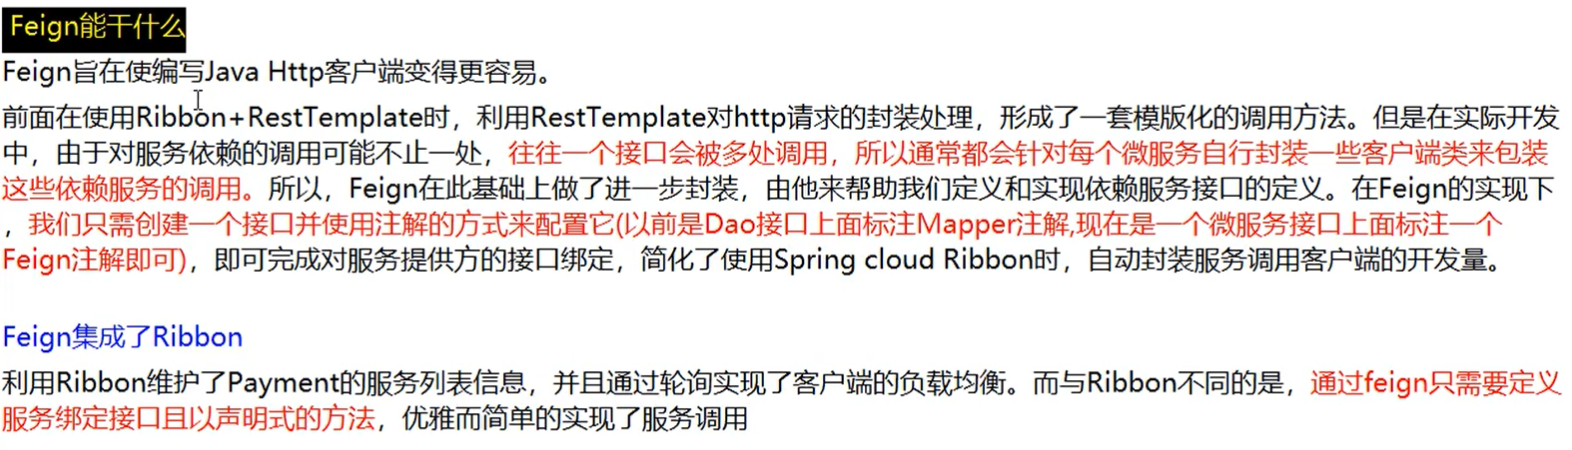 Feign能干什么
Feign旨在使编写Java Http客户端变得更容易。
前面在使用Ribbon+RestTemplate时，利用RestTemplate对http请求的封装处理，形成了一套模版化的调用方法。但是在实际开发
中，由于对服务依赖的调用可能不止一处，往往一个接口会被多处调用，所以通常都会针对每个微服务自行封装一些客户端类来包装
这些依赖服务的调用。所以，Feign在此基础上做了进一步封装，由他来帮助我们定义和实现依赖服务接口的定义。在Feign的实现下
，我们只需创建一个接口并使用注解的方式来配置它(以前是Dao接口上面标注Mapper注解,现在是一个微服务接口上面标注一个
Feign注解即可)，即可完成对服务提供方的接口绑定，简化了使用Spring cloud Ribbon时，自动封装服务调用客户端的开发量。
Feign集成了Ribbon
利用Ribbon维护了Payment的服务列表信息，并且通过轮询实现了客户端的负载均衡。而与Ribbon不同的是，通过feign只需要定义
服务绑定接口且以声明式的方法，优雅而简单的实现了服务调用